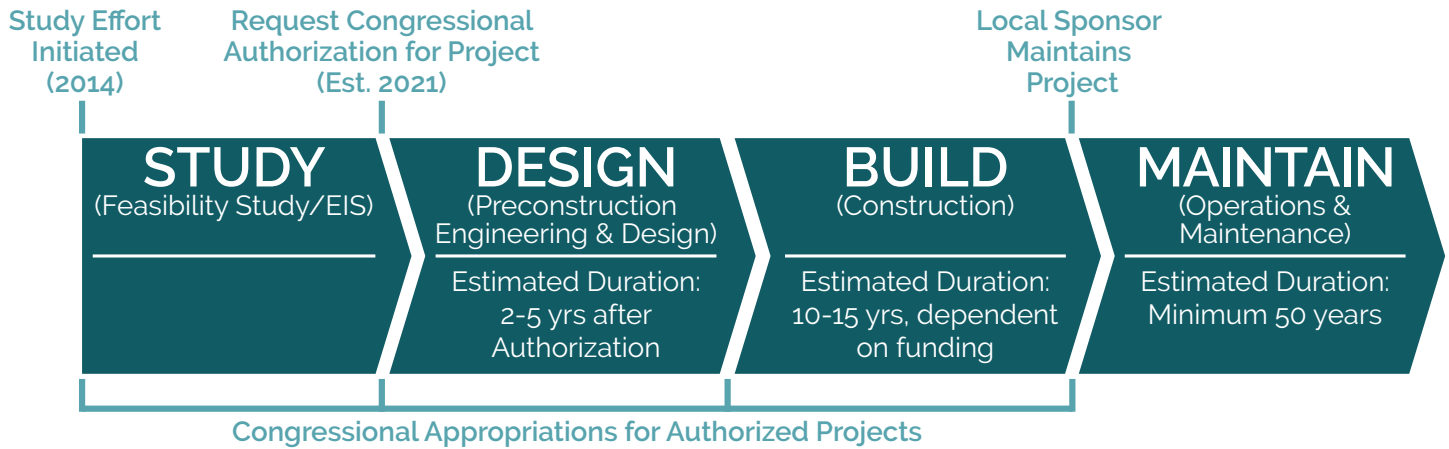 Study Effort
Initiated
(2014)
Request Congressional
Authorization for Project
(Est. 2021)
Local Sponsor
Maintains
Project
STUDY
(Feasibility Study/EIS)
DESIGN
(Preconstruction
Engineering & Design)
Estimated Duration:
2-5 yrs after
Authorization
BUILD
(Construction)
Estimated Duration:
10-15 yrs, dependent
on funding
MAINTAIN
(Operations &
Maintenance)
Estimated Duration:
Minimum 50 years
Congressional Appropriations for Authorized Projects